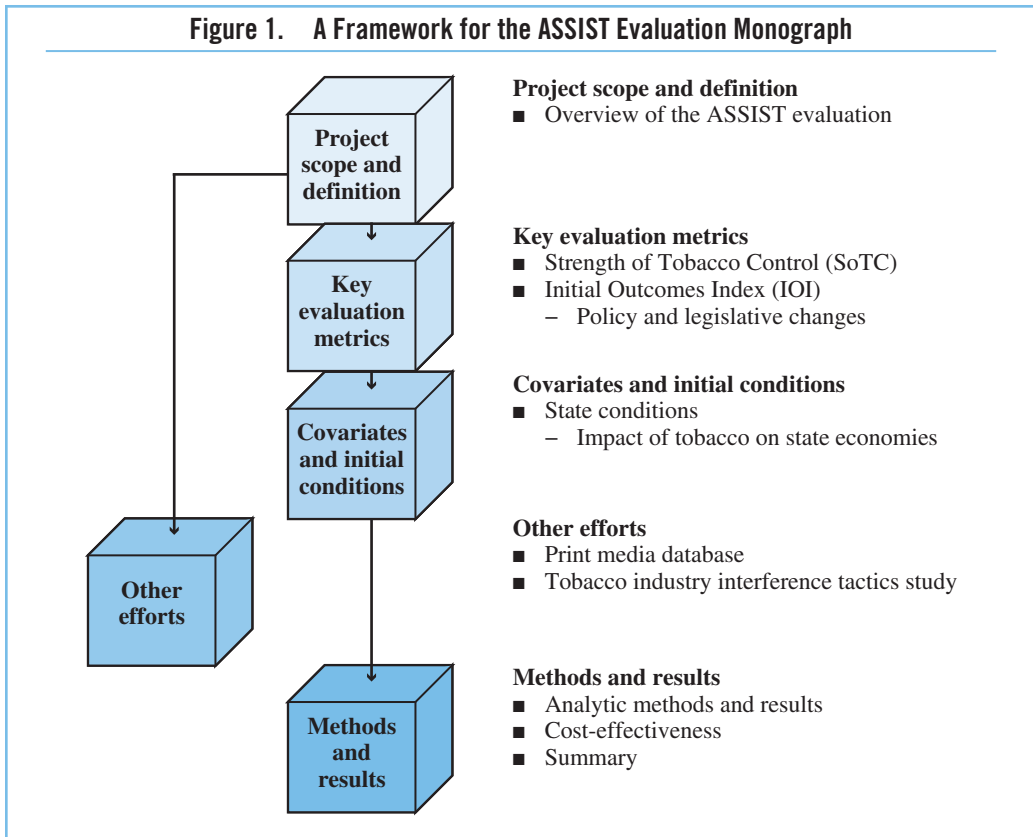 Figure 1. A Framework for the ASSIST Evaluation Monograph
Project
scope and
definition
Key
evaluation
metrics
Covariates
and initial
conditions
Other
efforts
Methods
and
results
Project scope and definition
■ Overview of the ASSIST evaluation
Key evaluation metrics
■ Strength of Tobacco Control (SoTC)
■ Initial Outcomes Index (IOI)
– Policy and legislative changes
Covariates and initial conditions
■ State conditions
– Impact of tobacco on state economies
Other efforts
■ Print media database
■ Tobacco industry interference tactics study
Methods and results
■ Analytic methods and results
■ Cost-effectiveness
■ Summary